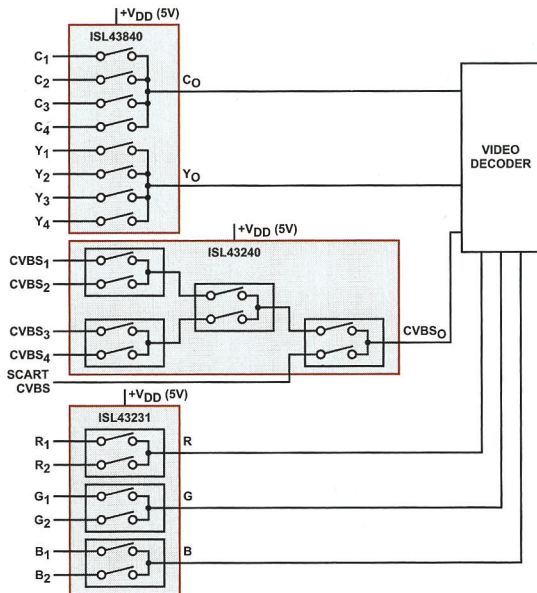 +VDD (5V)
ISL43840
C1
C2
C3
C4
Y1
Y2
Y3
Y4
CO
YO
VIDEO
DECODER
+VDD (5V)
ISL43240
CVBS1
CVBS2
CVBS3
CVBS4
SCART
CVBS
CVBSO
+VDD (5V)
ISL43231
R1
R2
R
G1
G2
G
B1
B2
B